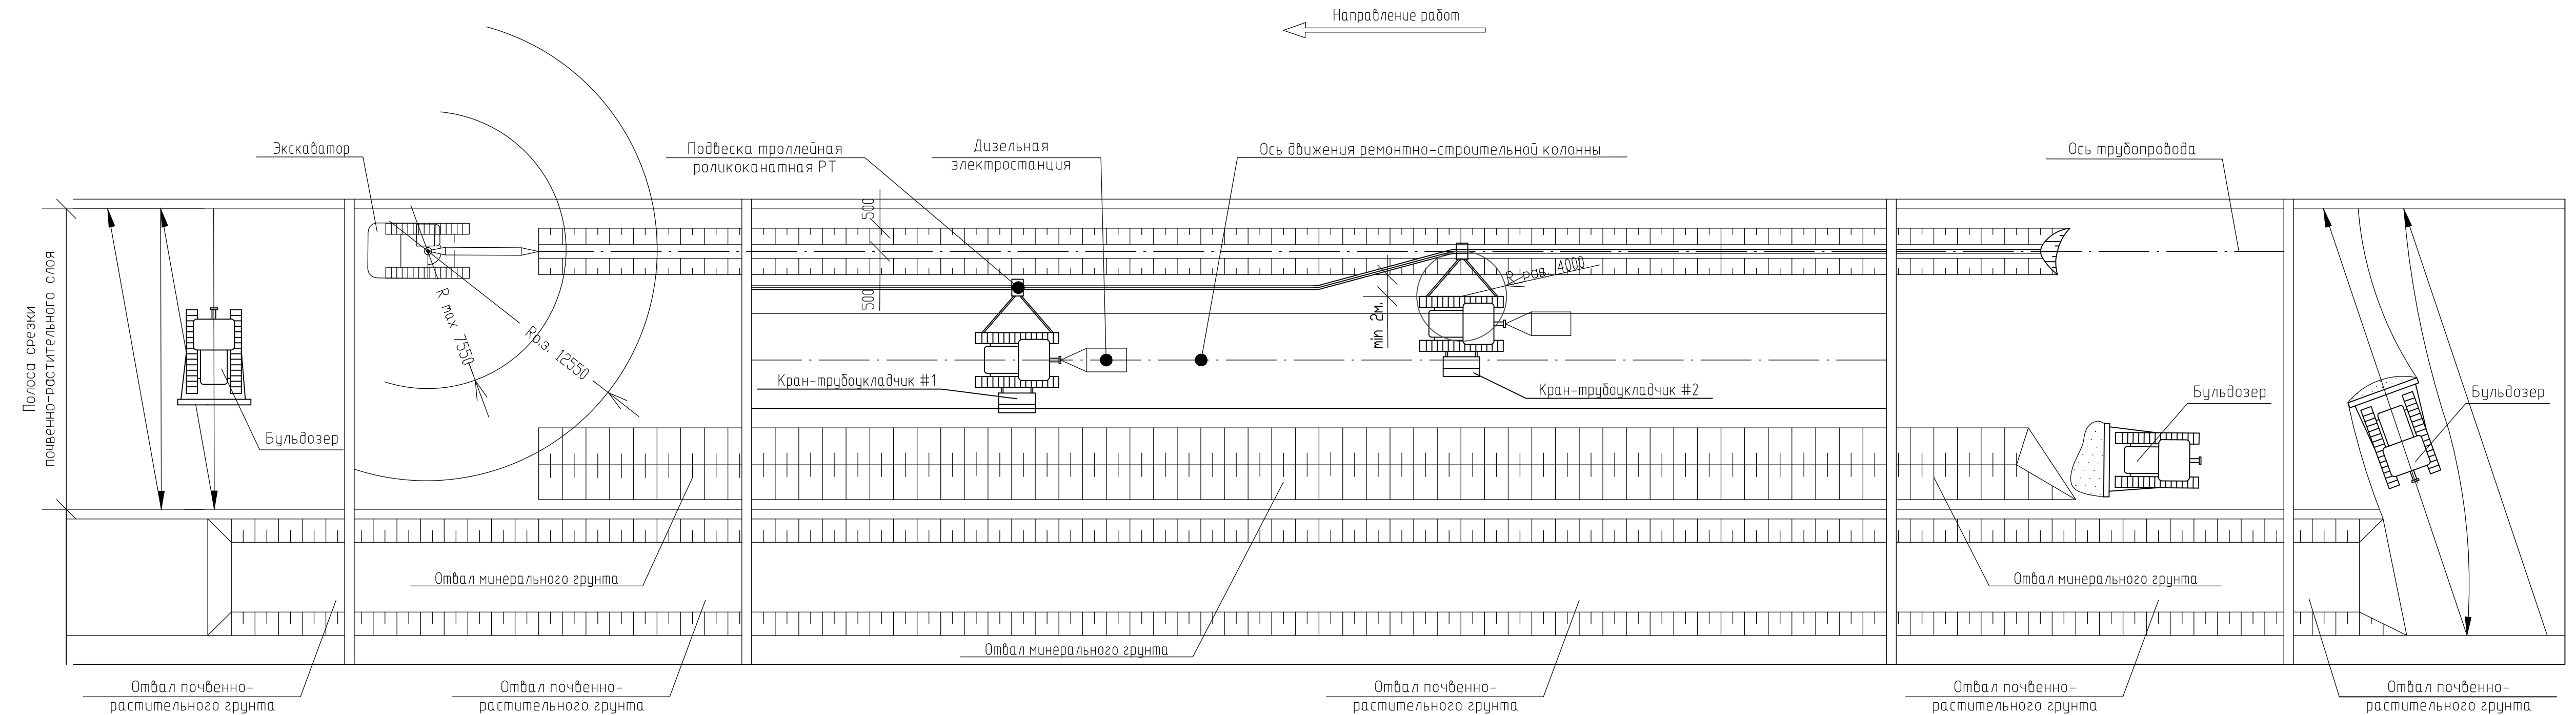 Направление работ
Экскаватор
Подвеска троллейная
роликоканатная РТ
Дизельная
электростанция
Ось движения ремонтно-строительной колонны
Ось трубопровода
500
500
Полоса срезки
почвенно-растительного слоя
R max 7550
Rр.з. 12550
R рав. 4000
min 2м.
Бульдозер
Кран-трубоукладчик #1
Кран-трубоукладчик #2
Бульдозер
Бульдозер
Отвал минерального грунта
Отвал минерального грунта
Отвал минерального грунта
Отвал почвенно-
растительного грунта
Отвал почвенно-
растительного грунта
Отвал почвенно-
растительного грунта
Отвал почвенно-
растительного грунта
Отвал почвенно-
растительного грунта